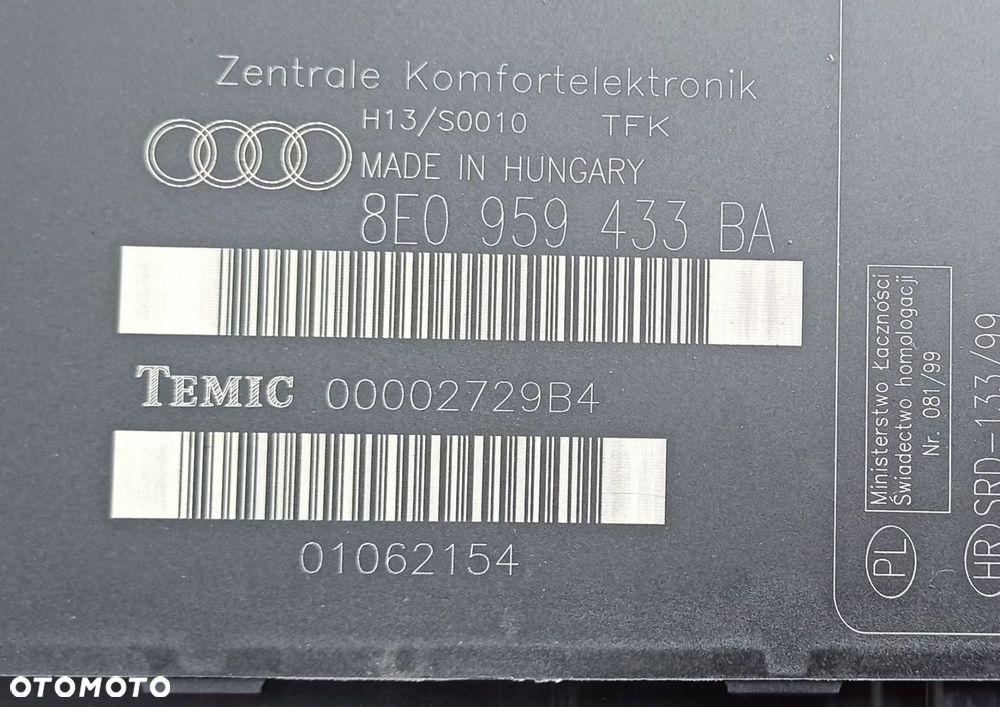 Zentrale Komfortelektronik
H13/S0010 TFK
MADE IN HUNGARY
8E0 959 433 BA
TEMIC 00002729B4
01062154
Ministerstwo Łączności
Świadectwo homologacji
Nr. 081/99
PL
HR SRD-133/99
OTOMOTO